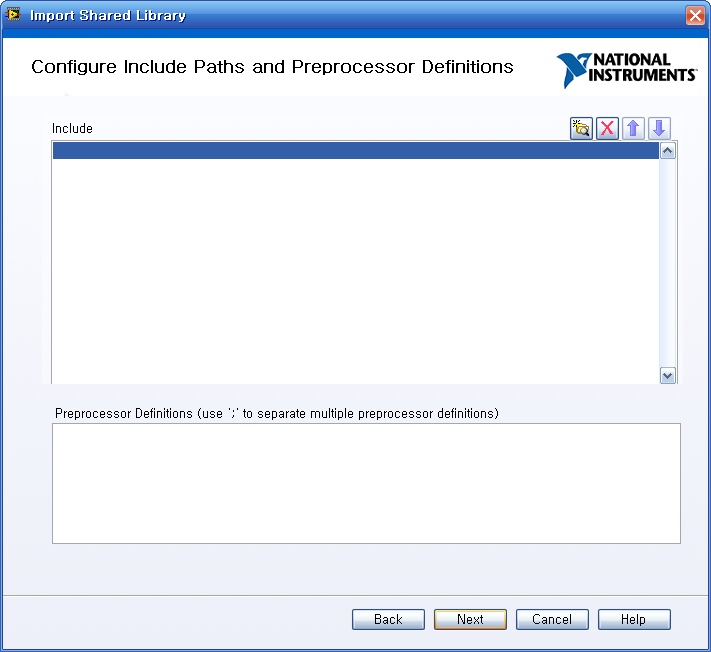 Import Shared Library
Configure Include Paths and Preprocessor Definitions
NATIONAL
INSTRUMENTS
Include
Preprocessor Definitions (use ';' to separate multiple preprocessor definitions)
Back
Next
Cancel
Help